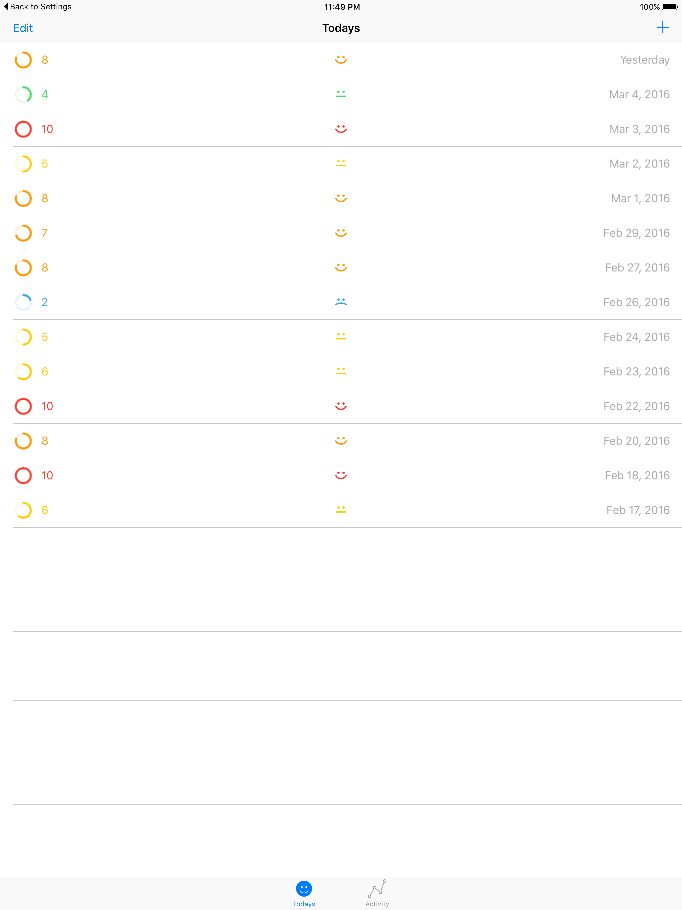 Back to Settings 11:49 PM 100%
Edit Todays +
8 Yesterday
4 Mar 4, 2016
10 Mar 3, 2016
5 Mar 2, 2016
8 Mar 1, 2016
7 Feb 29, 2016
8 Feb 27, 2016
2 Feb 26, 2016
5 Feb 24, 2016
6 Feb 23, 2016
10 Feb 22, 2016
8 Feb 20, 2016
10 Feb 18, 2016
6 Feb 17, 2016
Todays Activity